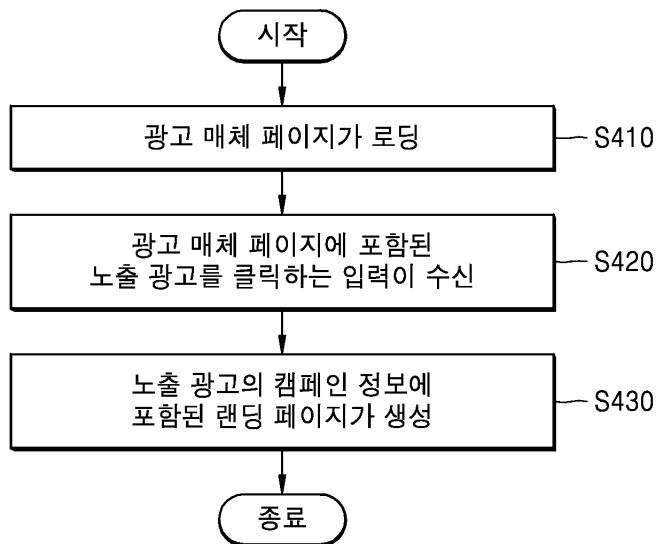 시작
광고 매체 페이지가 로딩
S410
광고 매체 페이지에 포함된
노출 광고를 클릭하는 입력이 수신
S420
노출 광고의 캠페인 정보에
포함된 랜딩 페이지가 생성
S430
종료